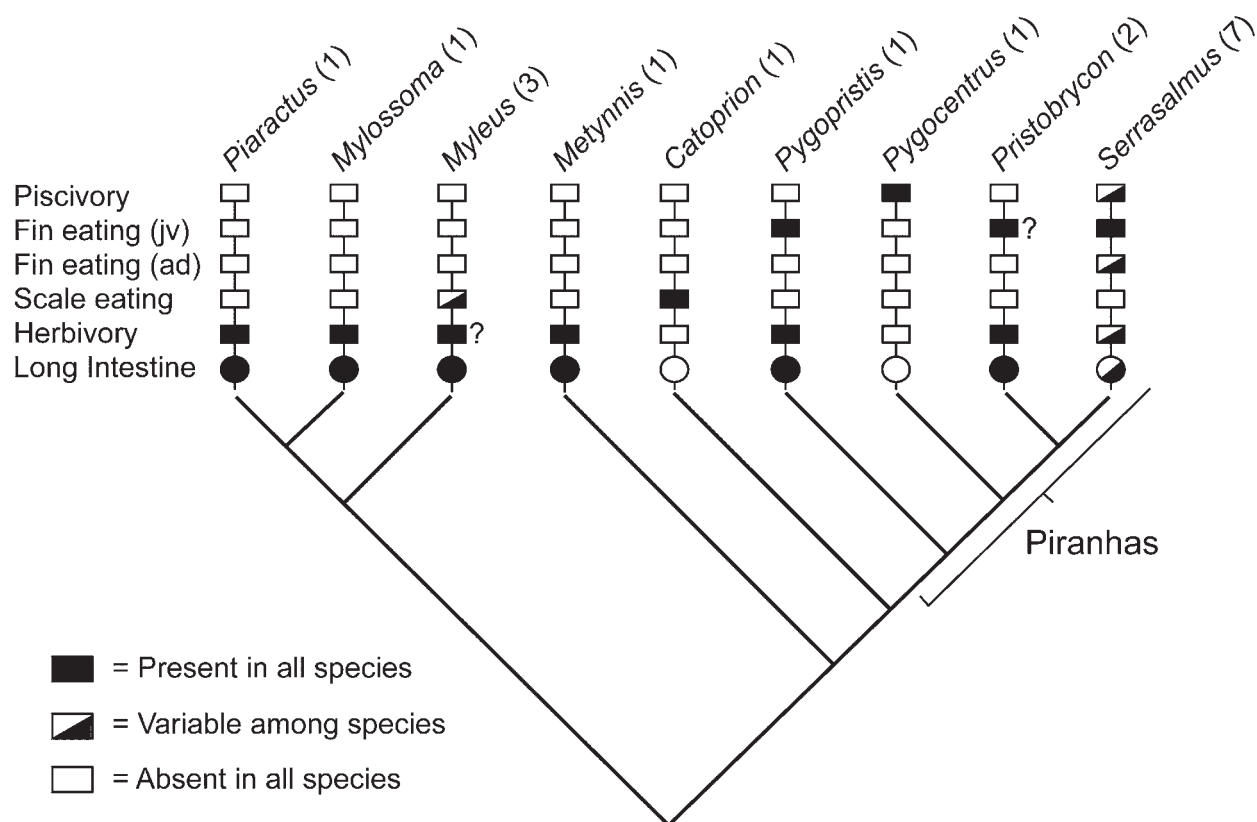 Piaractus (1)
Mylossoma (1)
Myleus (3)
Metynnis (1)
Catoprion (1)
Pygopristis (1)
Pygocentrus (1)
Pristobrycon (2)
Serrasalmus (7)
Piscivory
Fin eating (jv)
?
Fin eating (ad)
Scale eating
Herbivory
?
Long Intestine
Piranhas
= Present in all species
= Variable among species
= Absent in all species